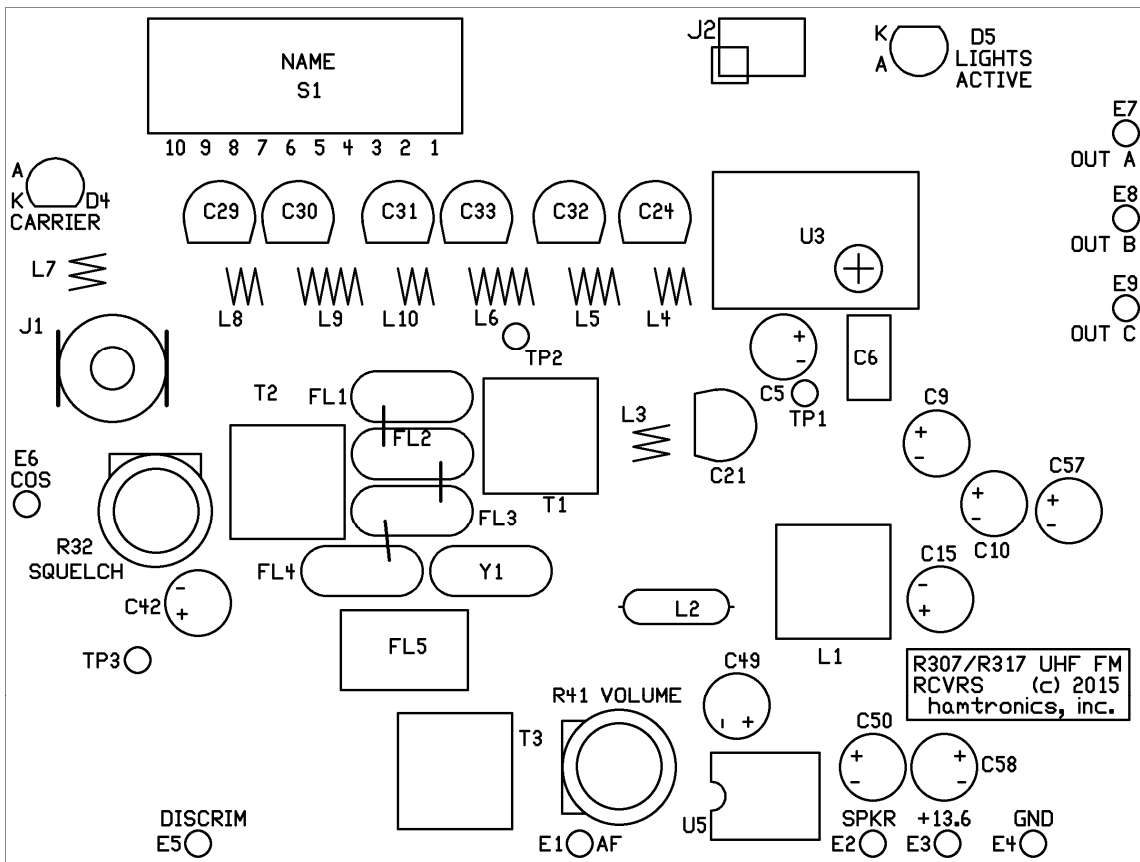 J2
K
A
D5
LIGHTS
ACTIVE
NAME
S1
10 9 8 7 6 5 4 3 2 1
E7
OUT A
A
K
D4
CARRIER
C29 C30 C31 C33 C32 C24
E8
OUT B
U3
L7
L8 L9 L10 L6 L5 L4
E9
OUT C
J1
TP2
+
-
C6
C5
TP1
T2
FL1
FL2
L3
C9
+
-
E6
COS
C21
C57
T1
FL3
+
-
+
-
C10
R32
SQUELCH
C15
-
+
FL4
Y1
C42
-
+
L2
FL5
L1
TP3
C49
- +
R307/R317 UHF FM
RCVRS (c) 2015
hamtronics, inc.
R41 VOLUME
T3
C50
+
-
+
-
C58
U5
DISCRIM
E5
E1 AF
SPKR
E2
+13.6
E3
GND
E4